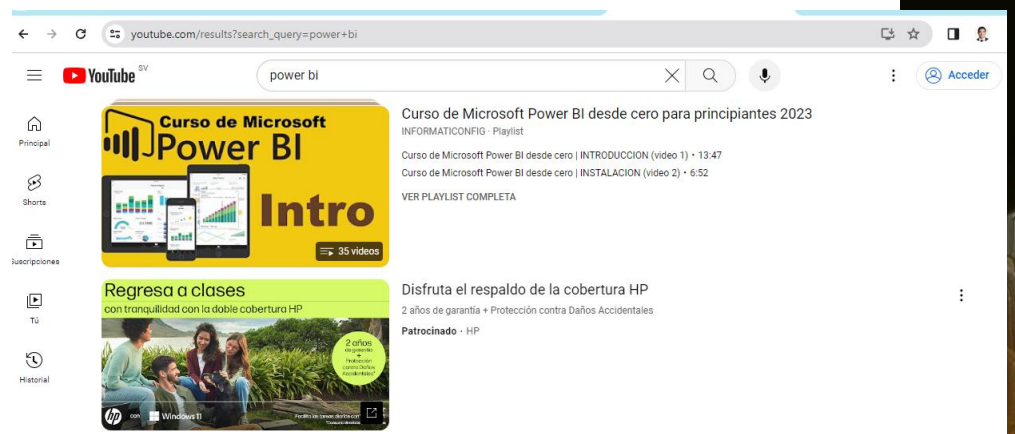 youtube.com/results?search_query=power+bi
YouTube SV
power bi
Acceder
Principal
Shorts
Suscripciones
Tú
Historial
Curso de Microsoft
Power BI
Intro
35 videos
Curso de Microsoft Power BI desde cero para principiantes 2023
INFORMATICONFIG · Playlist
Curso de Microsoft Power BI desde cero | INTRODUCCION (video 1) • 13:47
Curso de Microsoft Power BI desde cero | INSTALACION (video 2) • 6:52
VER PLAYLIST COMPLETA
Regresa a clases
con tranquilidad con la doble cobertura HP
2 años
de garantía
+
Protección
contra Daños
Accidentales*
hp con Windows 11
Disfruta el respaldo de la cobertura HP
2 años de garantía + Protección contra Daños Accidentales
Patrocinado · HP